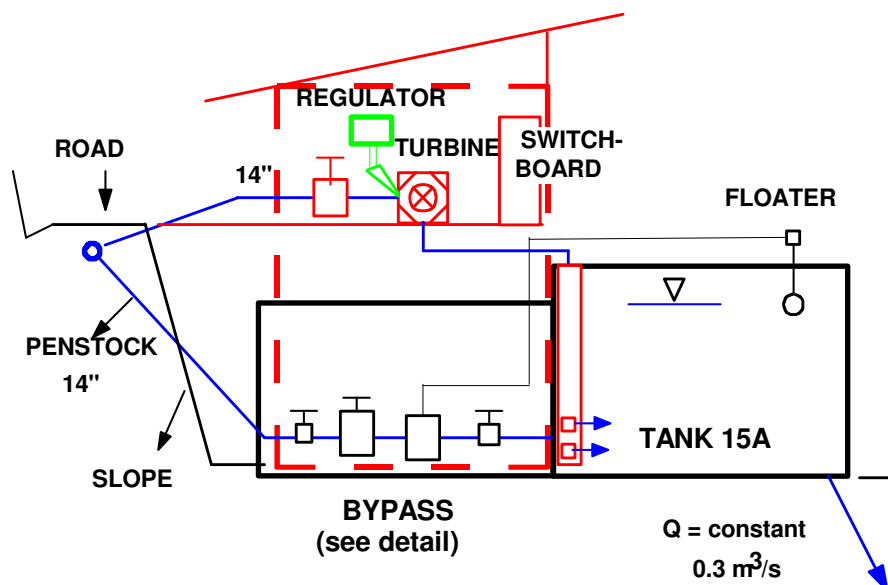 REGULATOR
ROAD
14"
TURBINE
SWITCH-
BOARD
FLOATER
PENSTOCK
14"
SLOPE
TANK 15A
BYPASS
(see detail)
Q = constant
0.3 m³/s